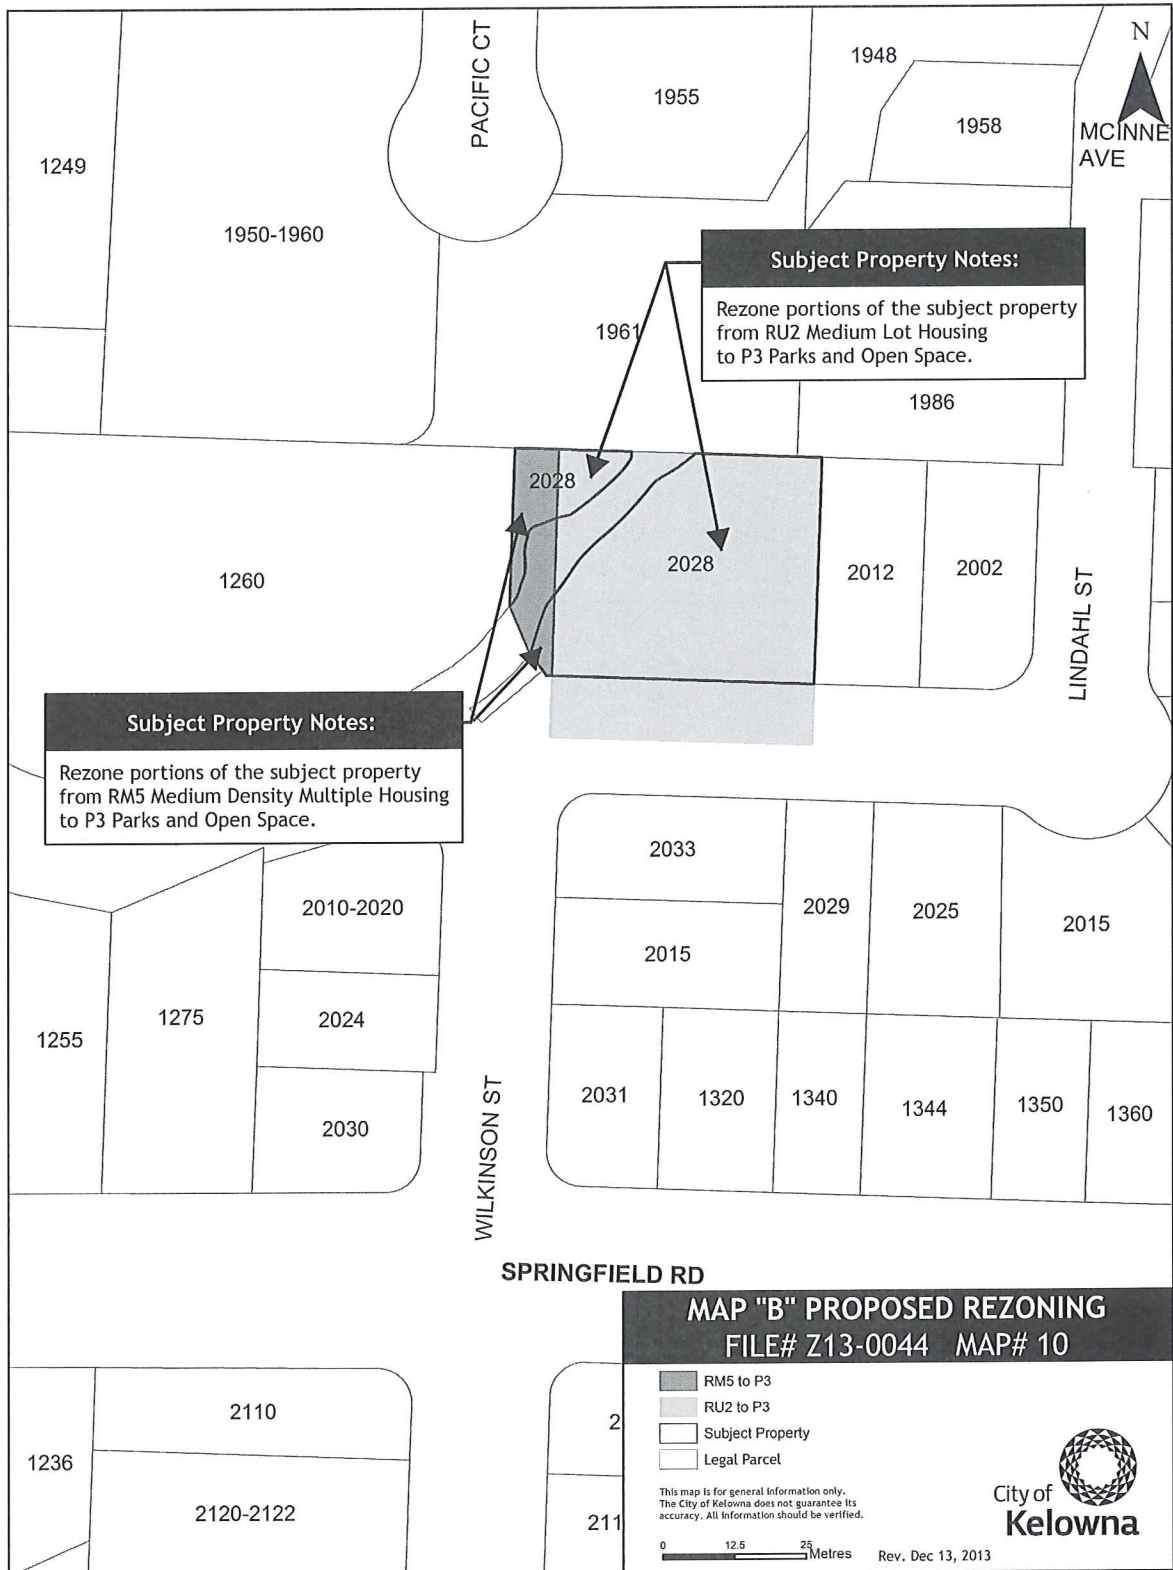 PACIFIC CT
1948
N
1955
1958
MCINNE
AVE
1249
1950-1960
Subject Property Notes:
Rezone portions of the subject property
from RU2 Medium Lot Housing
to P3 Parks and Open Space.
1961
1986
2028
2028
1260
2012
2002
LINDAHL ST
Subject Property Notes:
Rezone portions of the subject property
from RM5 Medium Density Multiple Housing
to P3 Parks and Open Space.
2033
2010-2020
2029
2025
2015
2015
1275
2024
1255
2031
1320
1340
1344
1350
1360
2030
WILKINSON ST
SPRINGFIELD RD
MAP "B" PROPOSED REZONING
FILE# Z13-0044 MAP# 10
RM5 to P3
RU2 to P3
Subject Property
Legal Parcel
This map is for general information only.
The City of Kelowna does not guarantee its
accuracy. All information should be verified.
0 12.5 25 Metres
Rev. Dec 13, 2013
City of
Kelowna
2110
2
1236
2120-2122
211